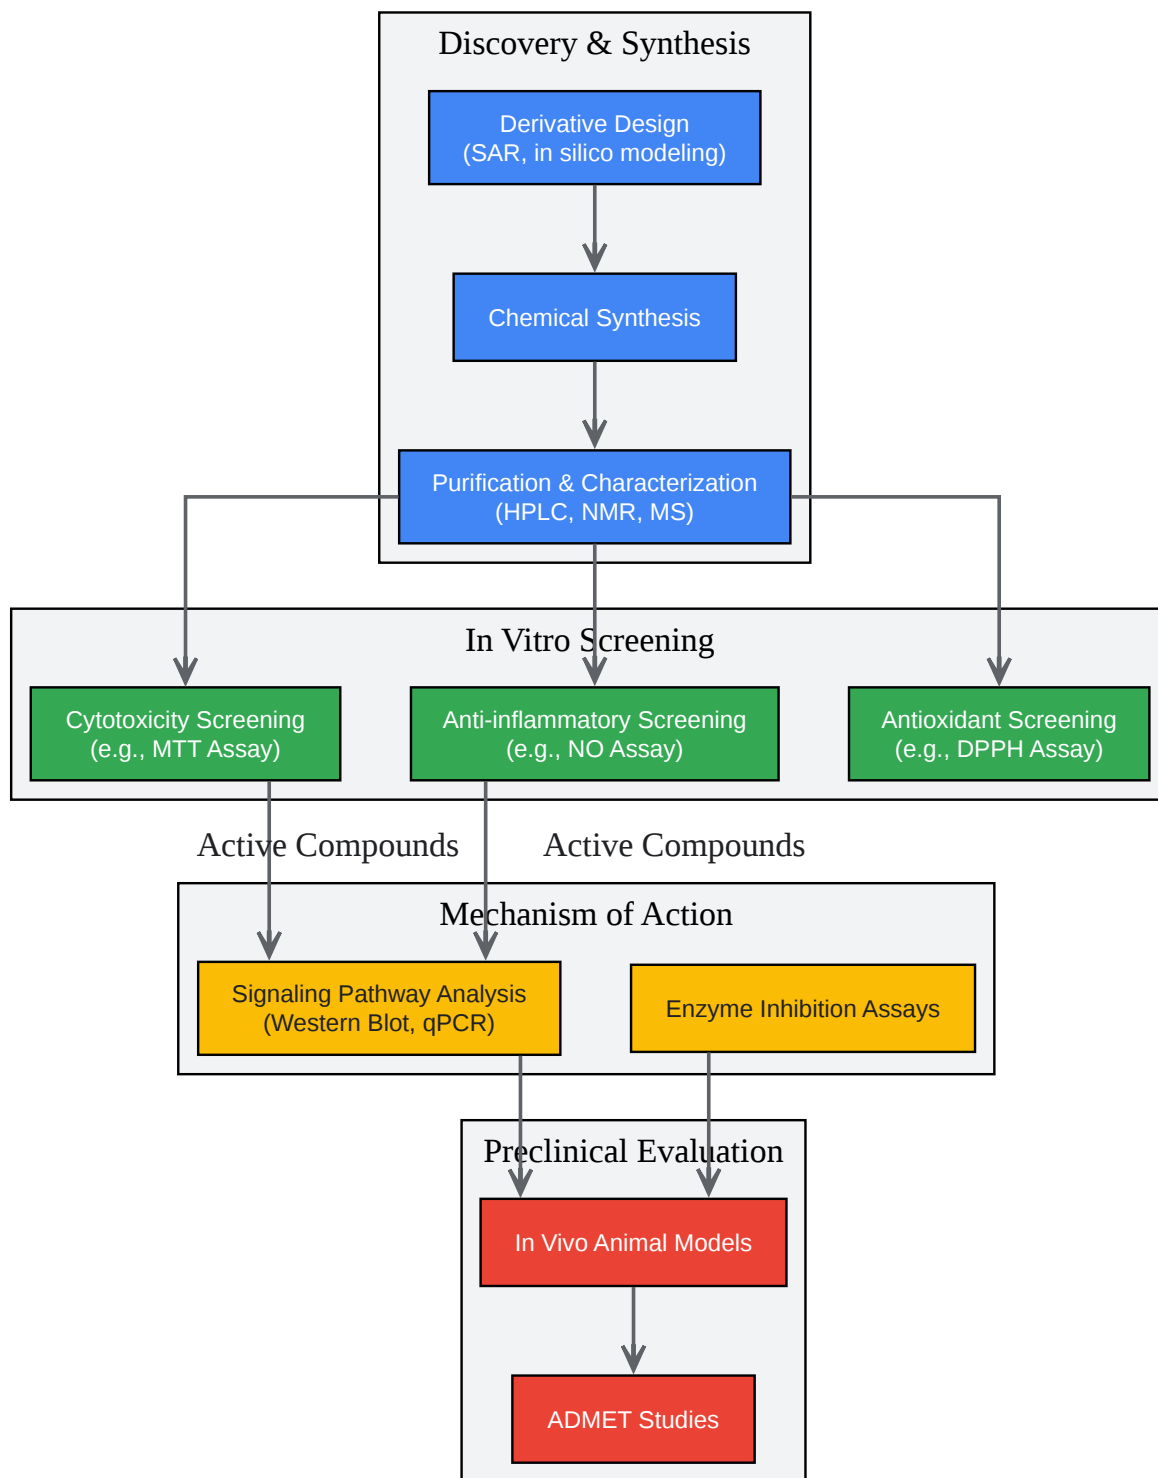 Discovery & Synthesis
Derivative Design
(SAR, in silico modeling)
Chemical Synthesis
Purification & Characterization
(HPLC, NMR, MS)
In Vitro Screening
Cytotoxicity Screening
(e.g., MTT Assay)
Anti-inflammatory Screening
(e.g., NO Assay)
Antioxidant Screening
(e.g., DPPH Assay)
Active Compounds
Active Compounds
Mechanism of Action
Signaling Pathway Analysis
(Western Blot, qPCR)
Enzyme Inhibition Assays
Preclinical Evaluation
In Vivo Animal Models
ADMET Studies